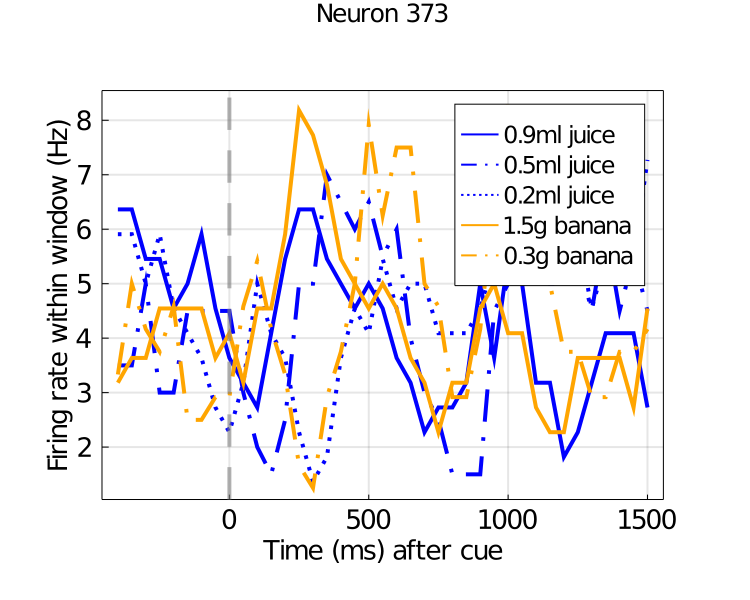 Neuron 373
Firing rate within window (Hz)
8
7
6
5
4
3
2
0.9ml juice
0.5ml juice
0.2ml juice
1.5g banana
0.3g banana
0 500 1000 1500
Time (ms) after cue